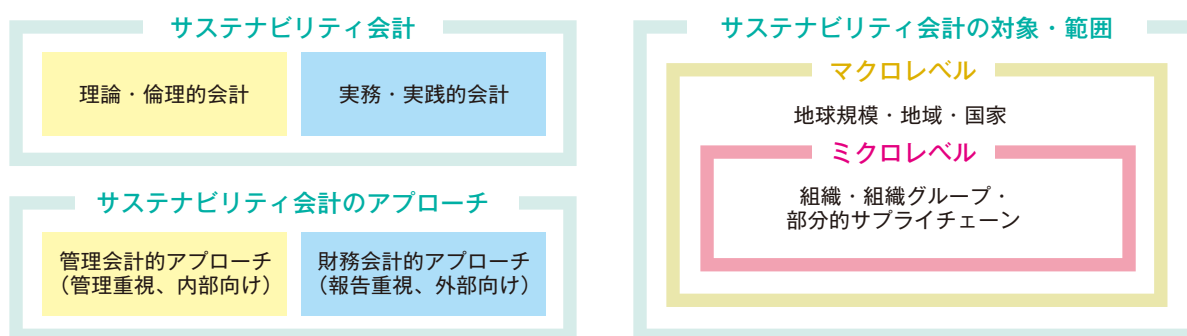 サステナビリティ会計
理論・倫理的会計
実務・実践的会計
サステナビリティ会計のアプローチ
管理会計的アプローチ
（管理重視、内部向け）
財務会計的アプローチ
（報告重視、外部向け）
サステナビリティ会計の対象・範囲
マクロレベル
地球規模・地域・国家
ミクロレベル
組織・組織グループ・
部分的サプライチェーン